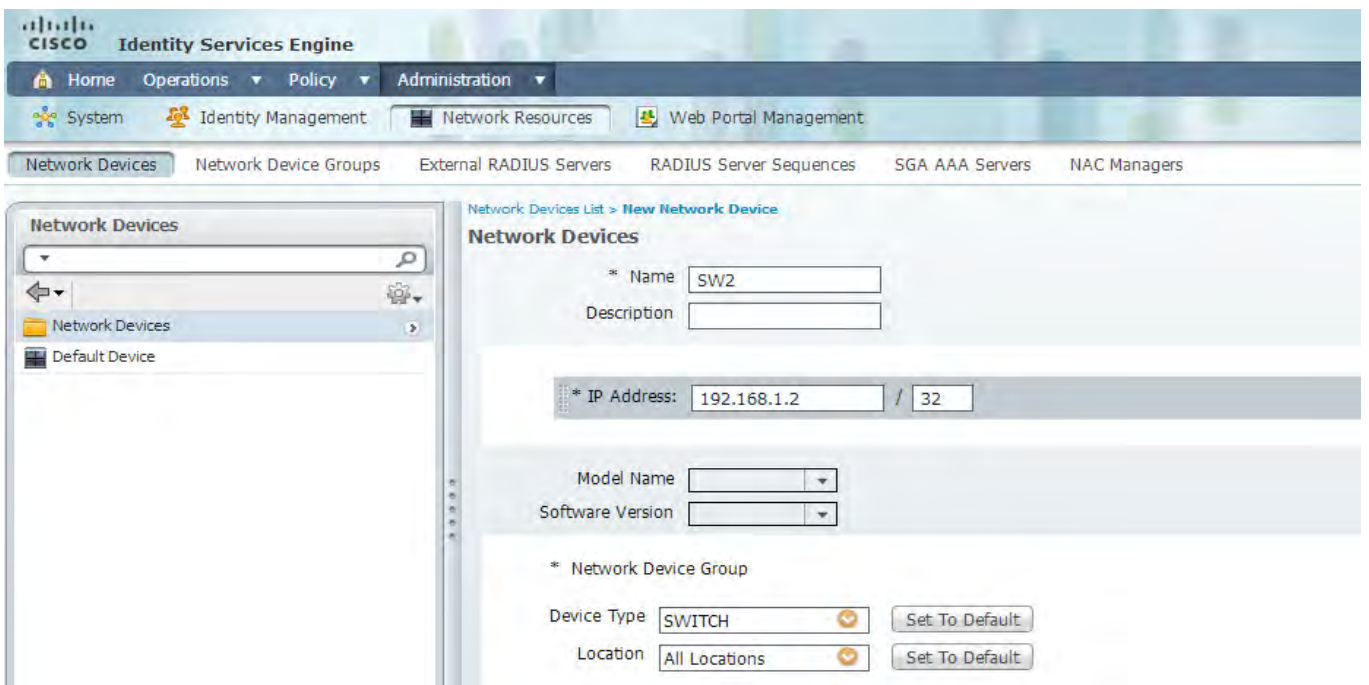 CISCO Identity Services Engine
Home Operations Policy Administration
System Identity Management Network Resources Web Portal Management
Network Devices Network Device Groups External RADIUS Servers RADIUS Server Sequences SGA AAA Servers NAC Managers
Network Devices
Network Devices
Default Device
Network Devices List > New Network Device
Network Devices
* Name SW2
Description
* IP Address: 192.168.1.2 / 32
Model Name
Software Version
* Network Device Group
Device Type SWITCH Set To Default
Location All Locations Set To Default